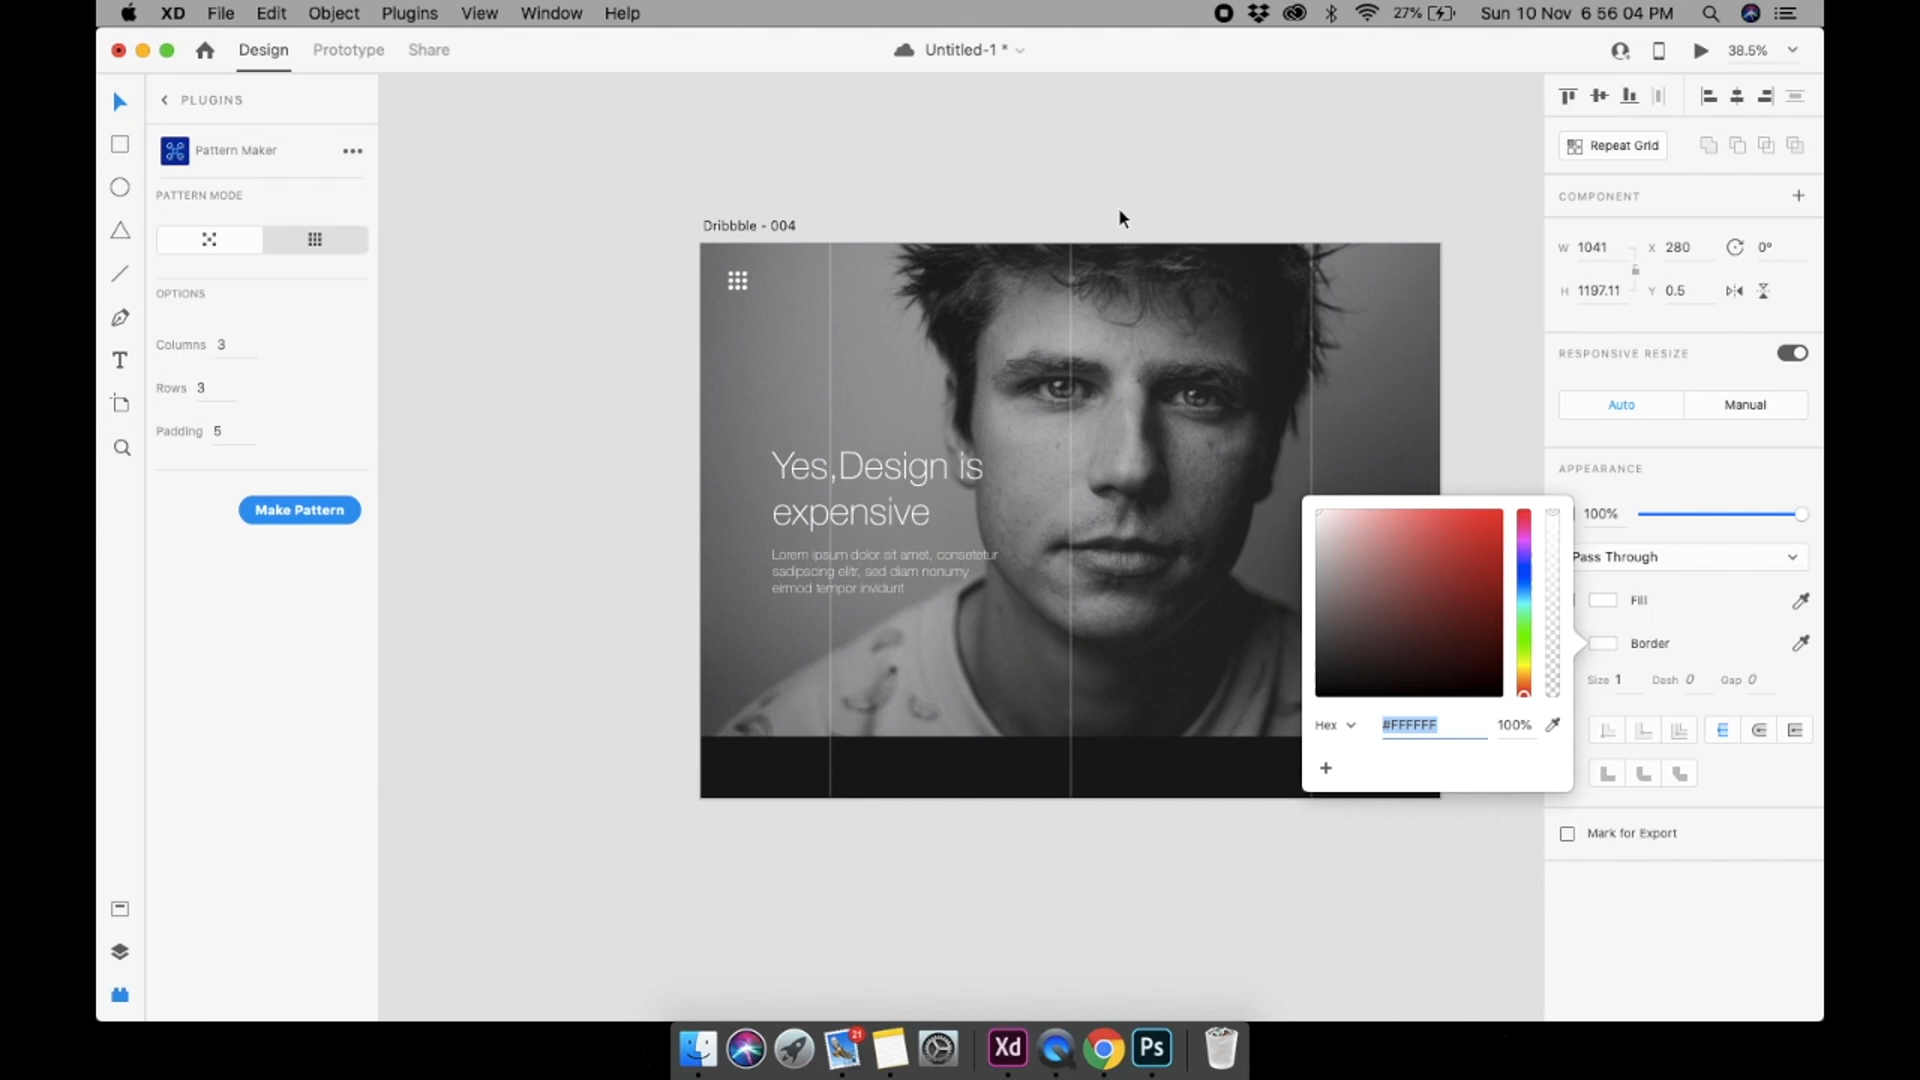 XD File Edit Object Plugins View Window Help
27% Sun 10 Nov 6 56 04 PM
Design Prototype Share
Untitled-1 *
38.5%
PLUGINS
Pattern Maker
PATTERN MODE
OPTIONS
Columns 3
Rows 3
Padding 5
Make Pattern
Dribbble - 004
Yes,Design is
expensive
Lorem ipsum dolor sit amet, consetetur
sadipscing elitr, sed diam nonumy
eirmod tempor invidunt
Repeat Grid
COMPONENT
W 1041 X 280 0°
H 1197.11 Y 0.5
RESPONSIVE RESIZE
Auto Manual
APPEARANCE
100%
Pass Through
Fill
Border
Size 1 Dash 0 Gap 0
Hex #FFFFFF 100%
Mark for Export
21
Xd
Ps